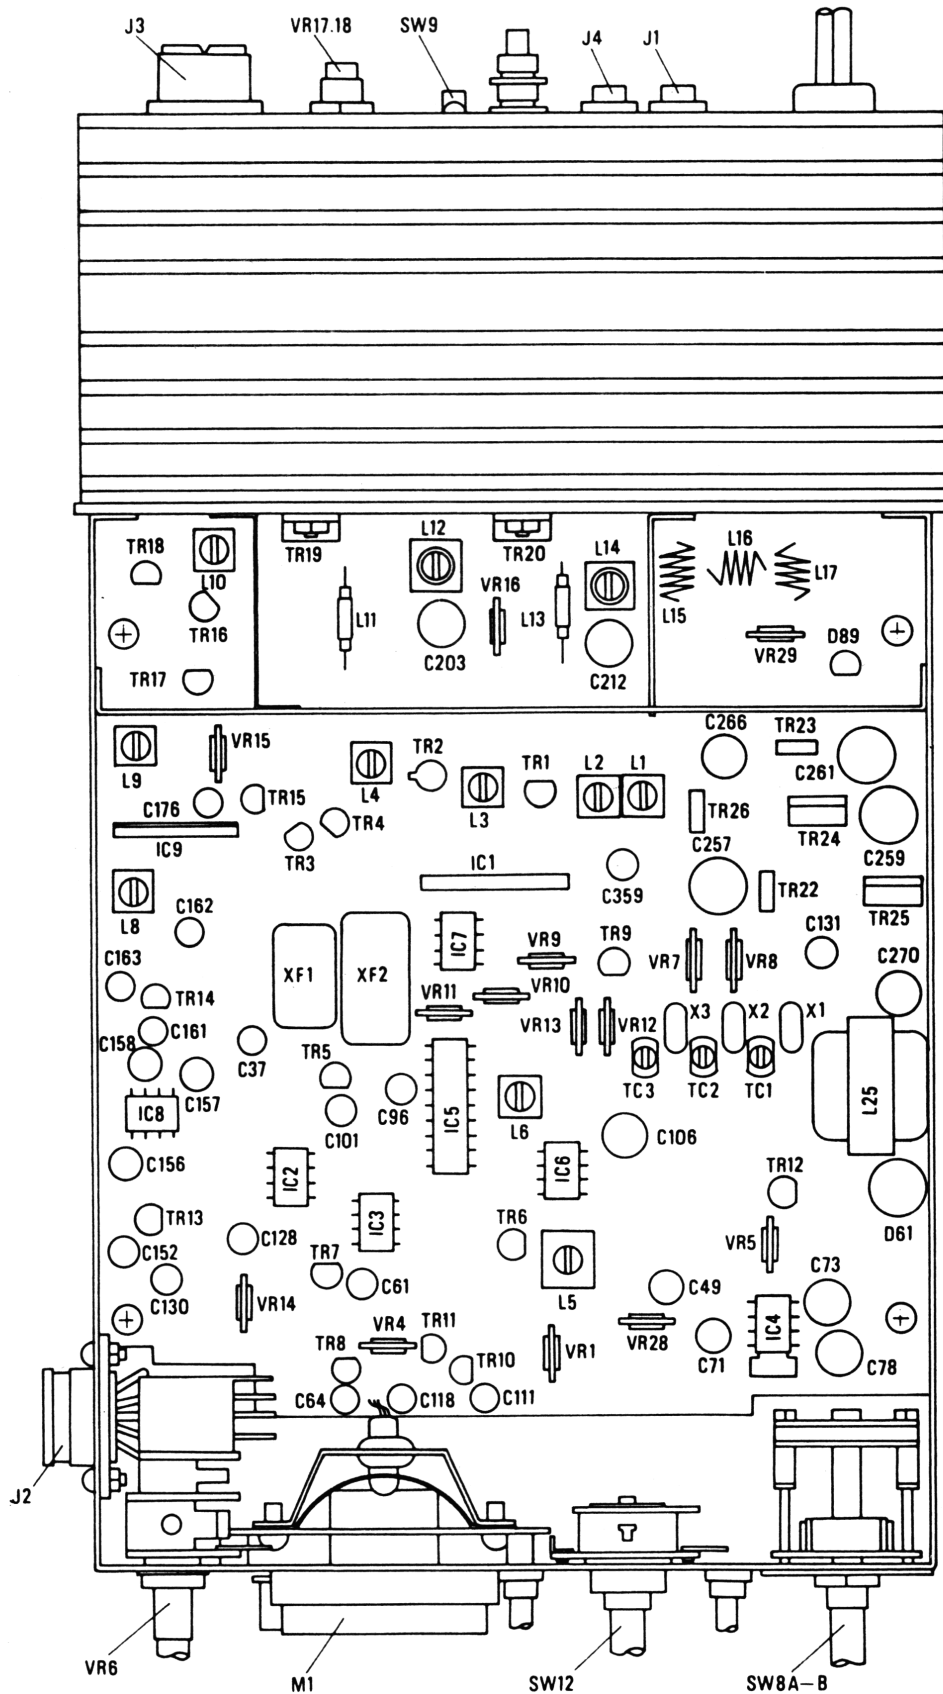 J3
VR17.18
SW9
J4
J1
TR18
L10
TR19
L12
TR20
L14
L16
L17
L15
TR16
L11
VR16
L13
C203
C212
VR29
D89
TR17
L9
VR15
L4
TR2
L3
TR1
L2
L1
C266
TR23
C261
C176
TR15
TR4
TR3
TR26
TR24
C259
IC9
IC1
C359
C257
TR22
TR25
L8
C162
C163
XF1
XF2
IC7
VR9
TR9
VR7
VR8
C131
C270
TR14
VR11
VR10
C161
C158
C37
TR5
VR13
VR12
X3
X2
X1
TC3
TC2
TC1
L25
IC8
C157
C101
C96
IC5
L6
C106
C156
IC2
IC3
IC6
TR12
D61
TR13
C152
C128
TR7
C61
TR6
L5
VR5
C73
C130
VR14
C49
VR4
TR11
VR28
C71
IC4
C78
TR8
TR10
VR1
C64
C118
C111
J2
VR6
M1
SW12
SW8A–B